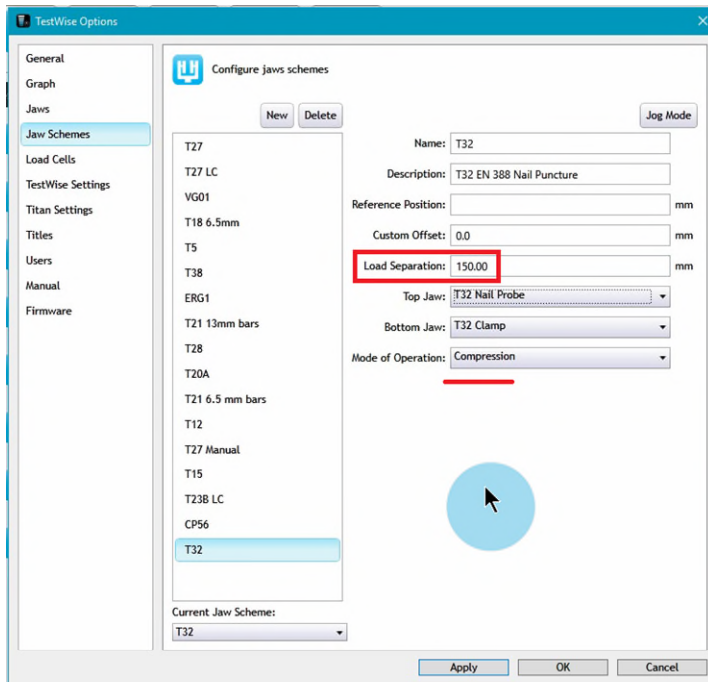 TestWise Options
General
Graph
Jaws
Jaw Schemes
Load Cells
TestWise Settings
Titan Settings
Titles
Users
Manual
Firmware
Configure jaws schemes
New Delete
Jog Mode
T27
T27 LC
VG01
T18 6.5mm
T5
T38
ERG1
T21 13mm bars
T28
T20A
T21 6.5 mm bars
T12
T27 Manual
T15
T23B LC
CP56
T32
Current Jaw Scheme:
T32
Name: T32
Description: T32 EN 388 Nail Puncture
Reference Position: mm
Custom Offset: 0.0 mm
Load Separation: 150.00 mm
Top Jaw: T32 Nail Probe
Bottom Jaw: T32 Clamp
Mode of Operation: Compression
Apply OK Cancel